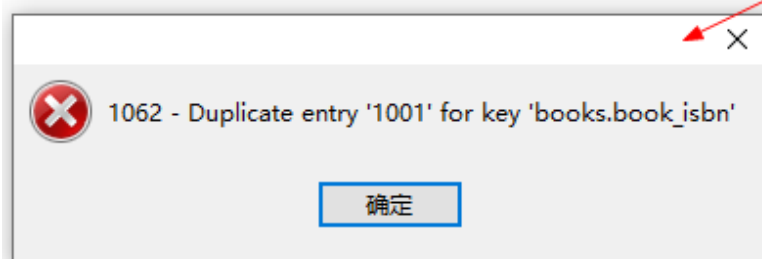 1062 - Duplicate entry '1001' for key 'books.book_isbn'
确定